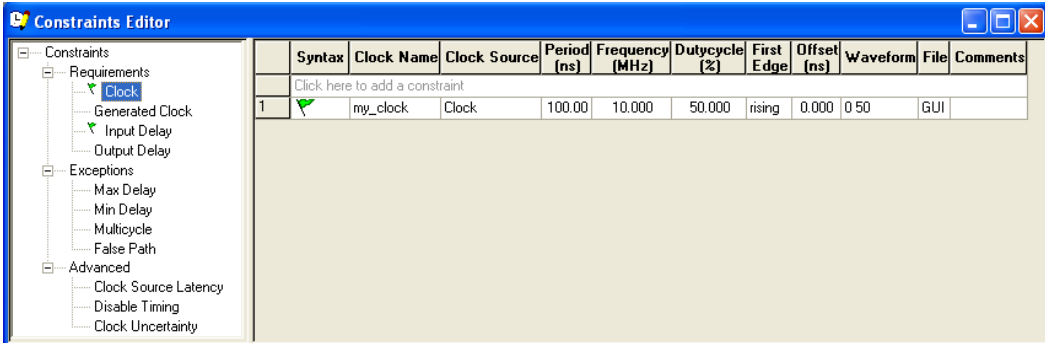 Constraints Editor
Constraints
Requirements
Clock
Generated Clock
Input Delay
Output Delay
Exceptions
Max Delay
Min Delay
Multicycle
False Path
Advanced
Clock Source Latency
Disable Timing
Clock Uncertainty
Syntax Clock Name Clock Source Period (ns) Frequency (MHz) Dutycycle (%) First Edge Offset (ns) Waveform File Comments
Click here to add a constraint
1 my_clock Clock 100.00 10.000 50.000 rising 0.000 0 50 GUI